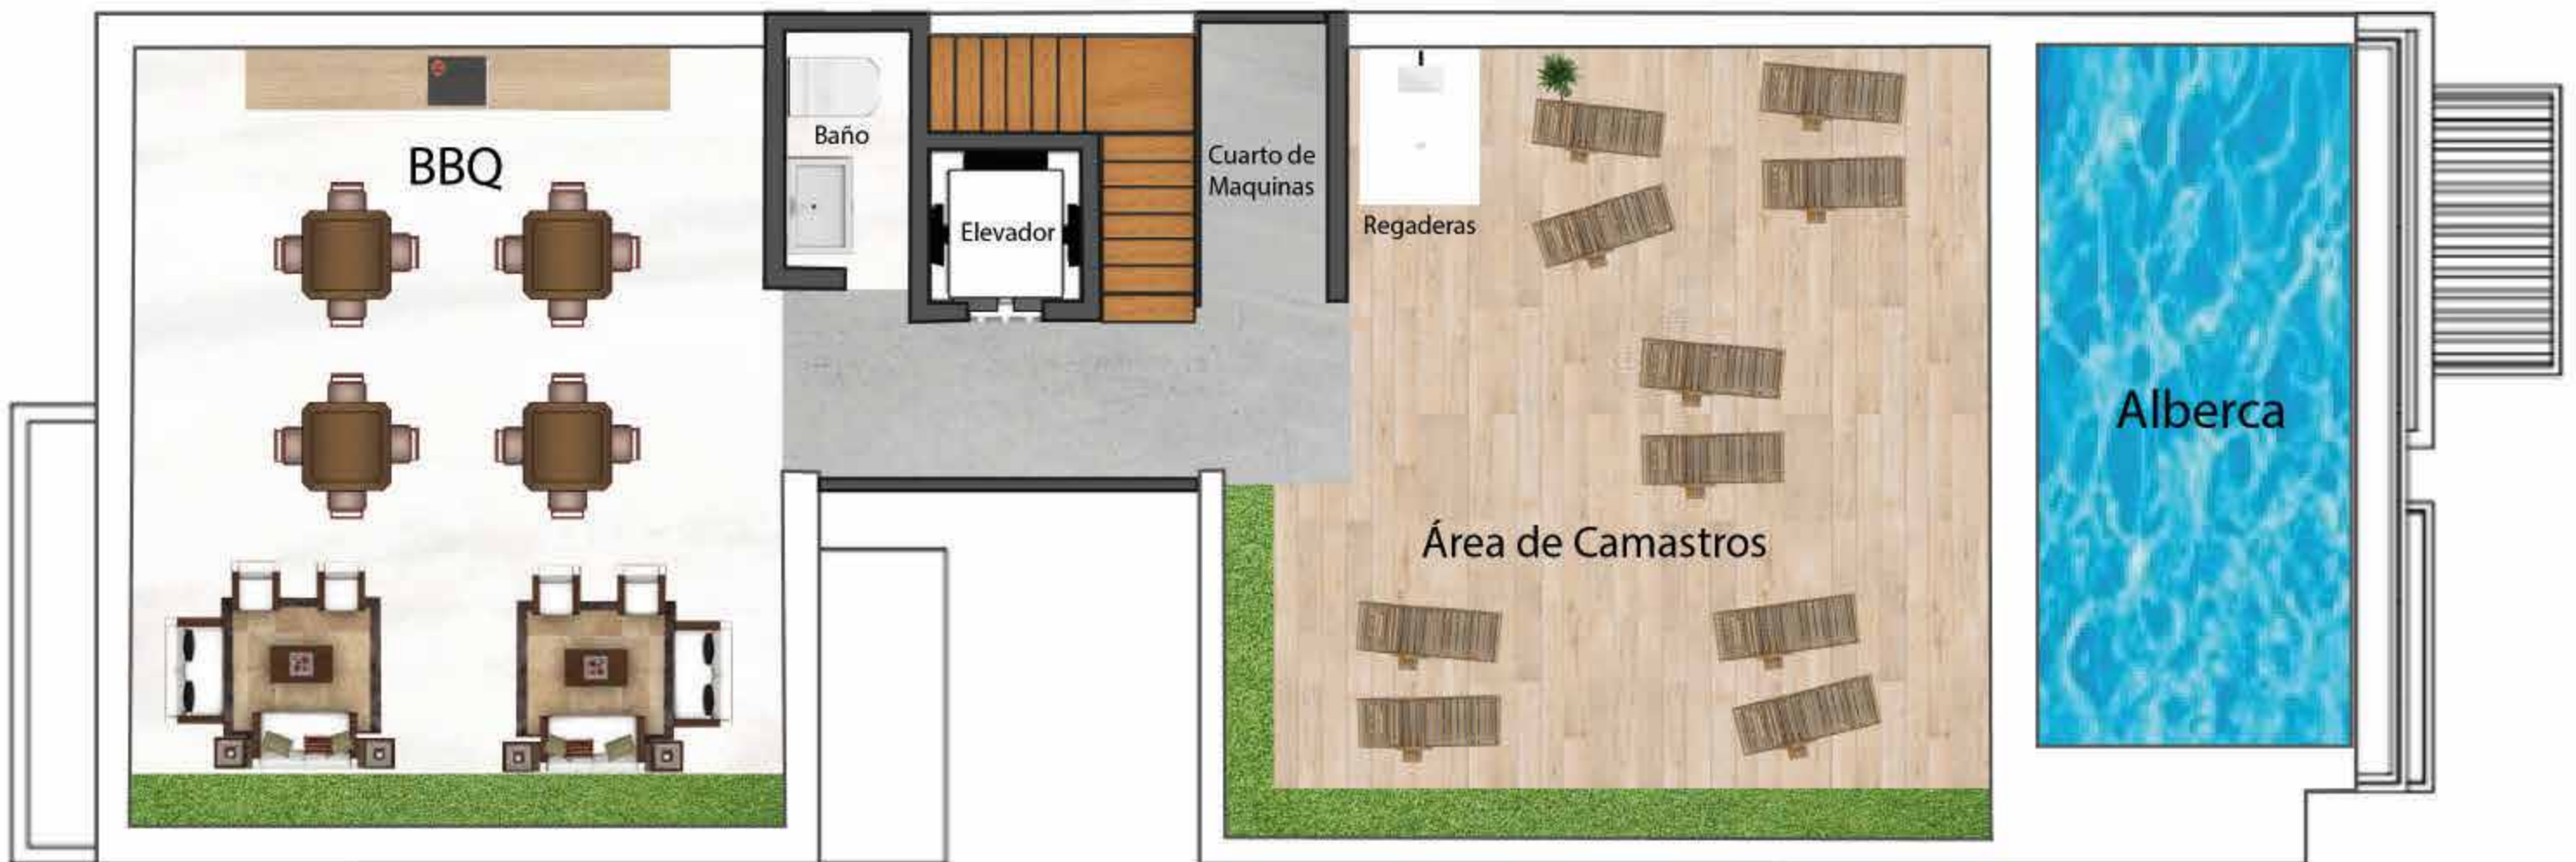 BBQ
Baño
Elevador
Cuarto de
Maquinas
Regaderas
Área de Camastros
Alberca